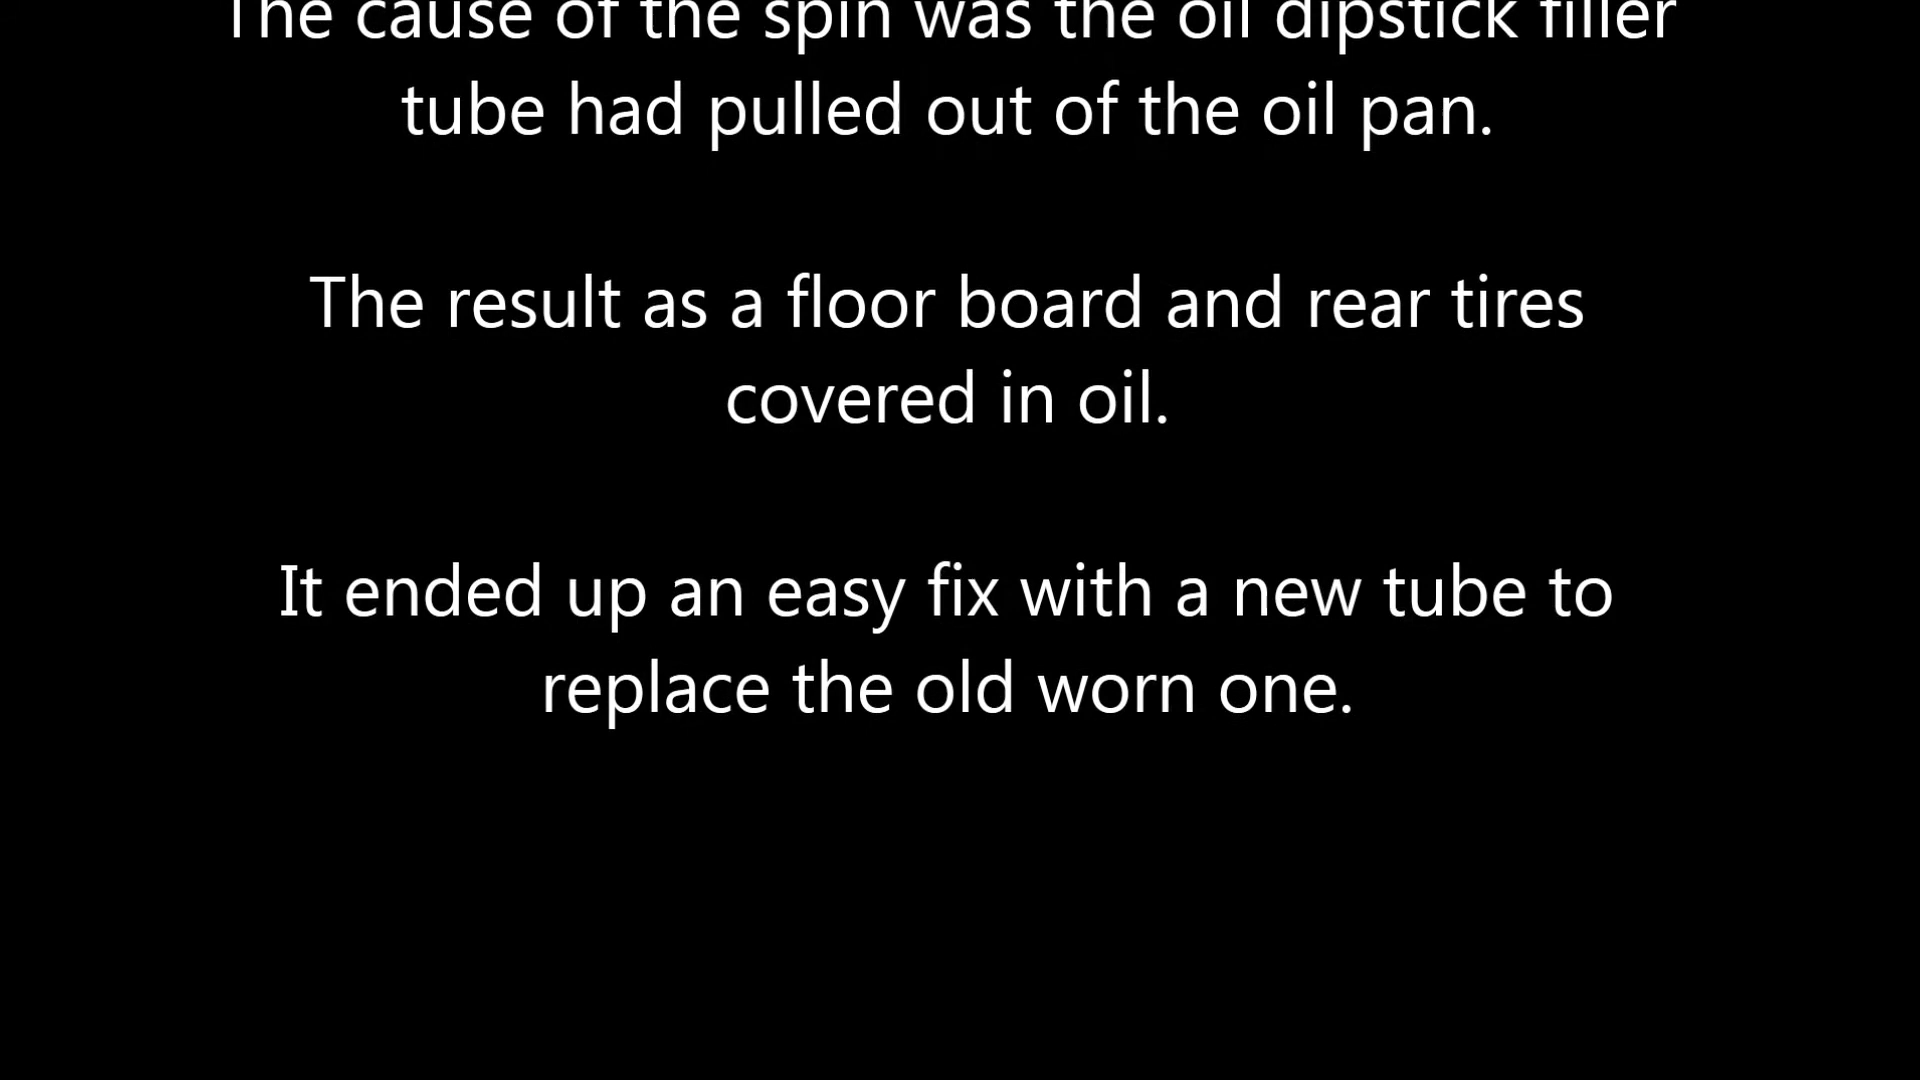 The cause of the spin was the oil dipstick filler
tube had pulled out of the oil pan.
The result as a floor board and rear tires
covered in oil.
It ended up an easy fix with a new tube to
replace the old worn one.